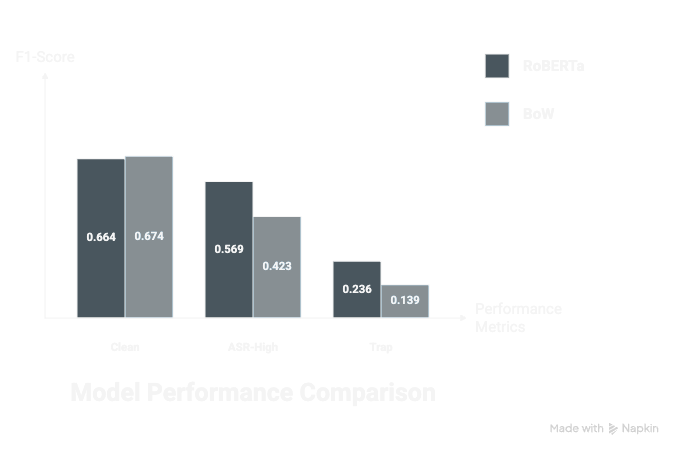 F1-Score
RoBERTa
BoW
0.664
0.674
0.569
0.423
0.236
0.139
Performance
Metrics
Clean
ASR-High
Trap
Model Performance Comparison
Made with Napkin